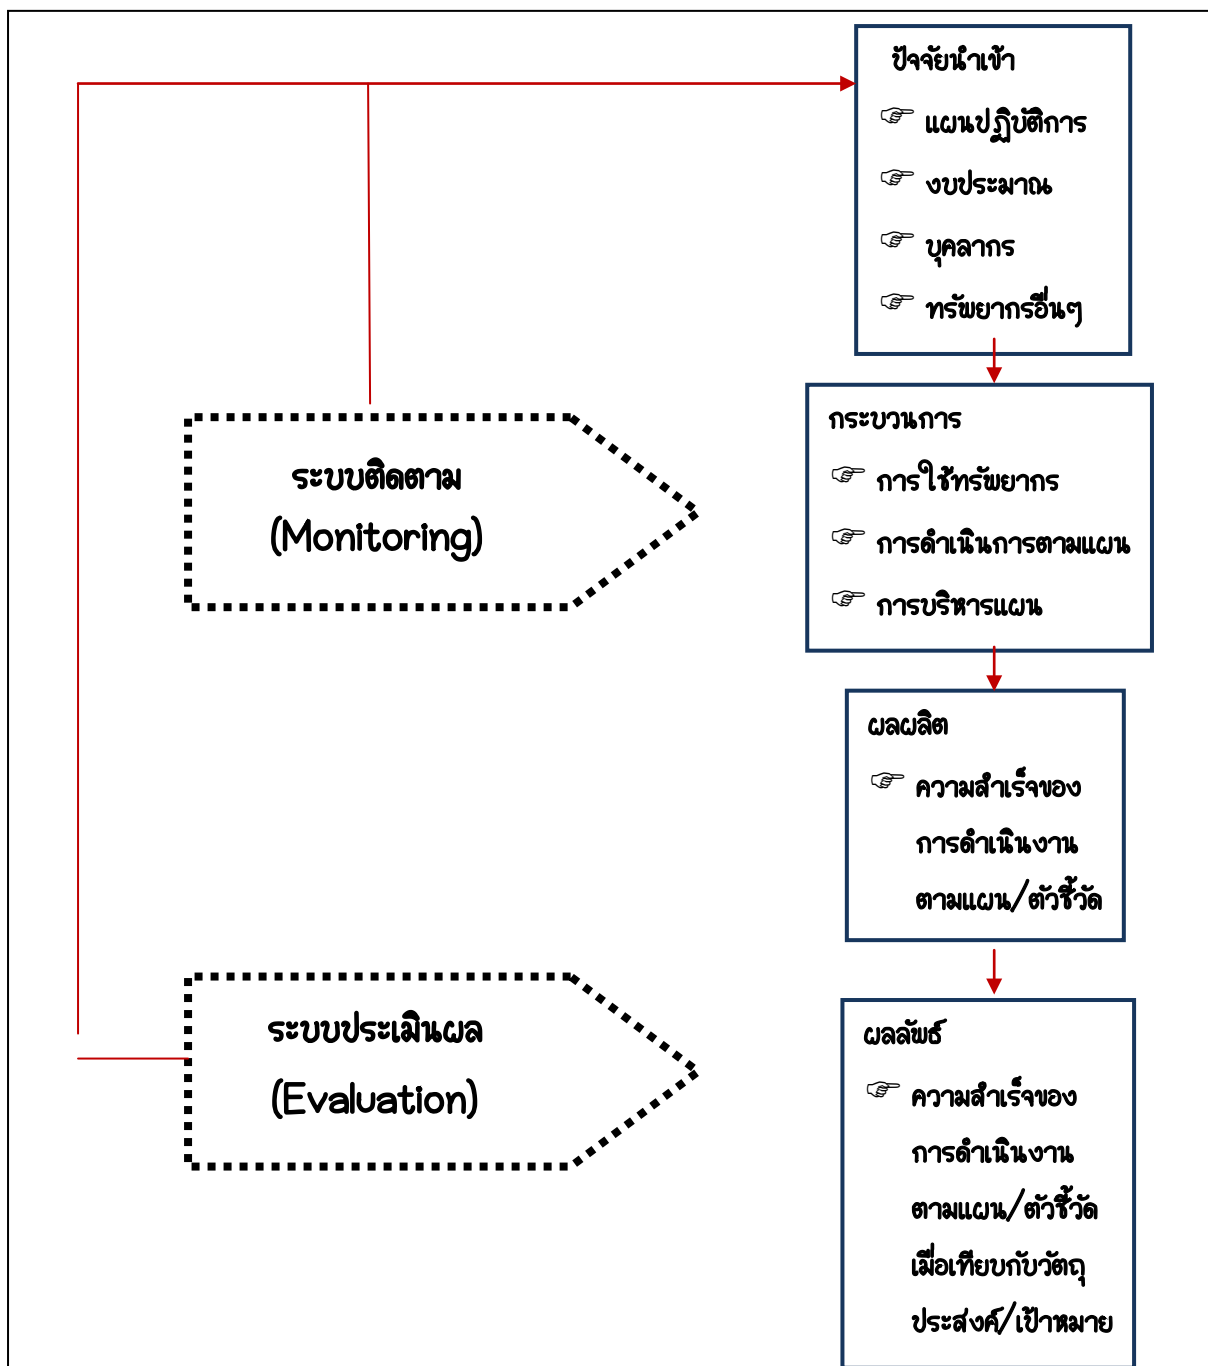 ปัจจัยนำเข้า
แผนปฏิบัติการ
งบประมาณ
บุคลากร
ทรัพยากรอื่นๆ
กระบวนการ
การใช้ทรัพยากร
การดำเนินการตามแผน
การบริหารแผน
ระบบติดตาม
(Monitoring)
ผลผลิต
ความสำเร็จของ
การดำเนินงาน
ตามแผน/ตัวชี้วัด
ระบบประเมินผล
(Evaluation)
ผลลัพธ์
ความสำเร็จของ
การดำเนินงาน
ตามแผน/ตัวชี้วัด
เมื่อเทียบกับวัตถุ
ประสงค์/เป้าหมาย